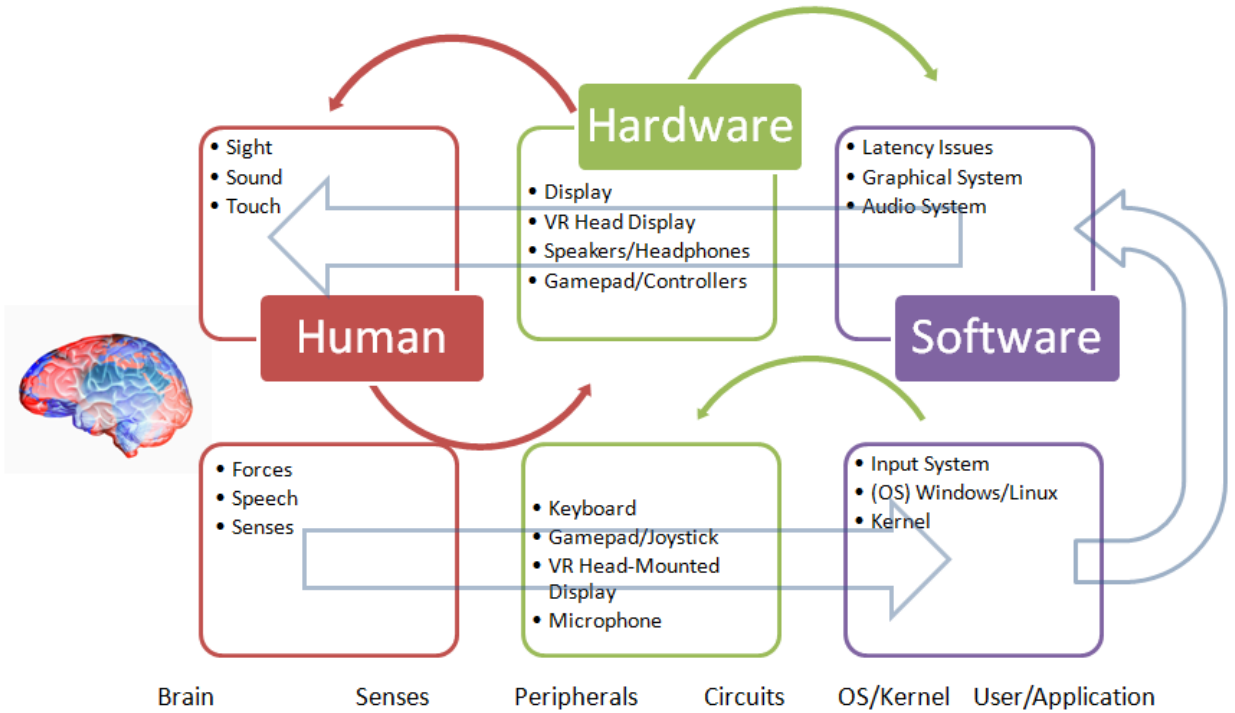 Hardware
• Sight
• Sound
• Touch
Human
• Display
• VR Head Display
• Speakers/Headphones
• Gamepad/Controllers
• Latency Issues
• Graphical System
• Audio System
Software
• Forces
• Speech
• Senses
• Keyboard
• Gamepad/Joystick
• VR Head-Mounted
Display
• Microphone
• Input System
• (OS) Windows/Linux
• Kernel
Brain Senses Peripherals Circuits OS/Kernel User/Application